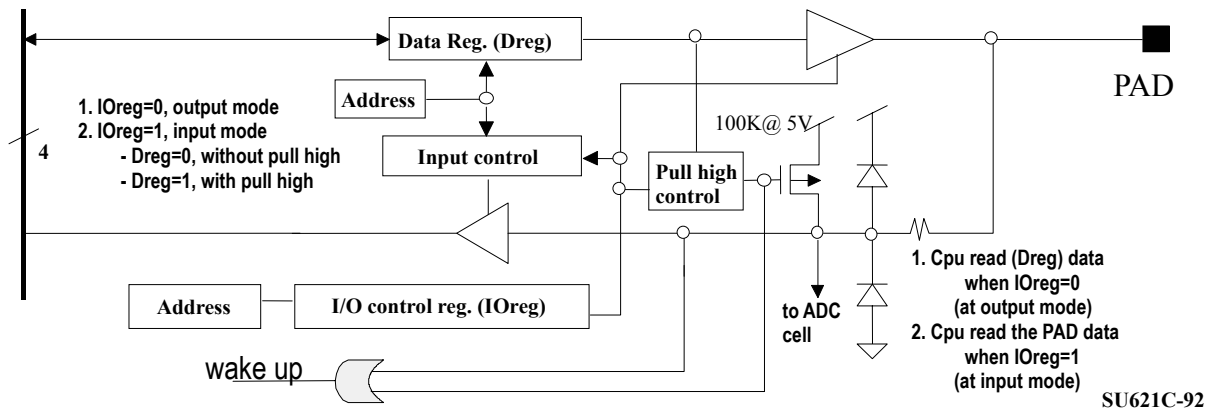 Data Reg. (Dreg)
PAD
Address
1. IOreg=0, output mode
2. IOreg=1, input mode
- Dreg=0, without pull high
- Dreg=1, with pull high
4
100K@ 5V
Input control
Pull high
control
1. Cpu read (Dreg) data
when IOreg=0
(at output mode)
2. Cpu read the PAD data
when IOreg=1
(at input mode)
Address
I/O control reg. (IOreg)
to ADC
cell
wake up
SU621C-92